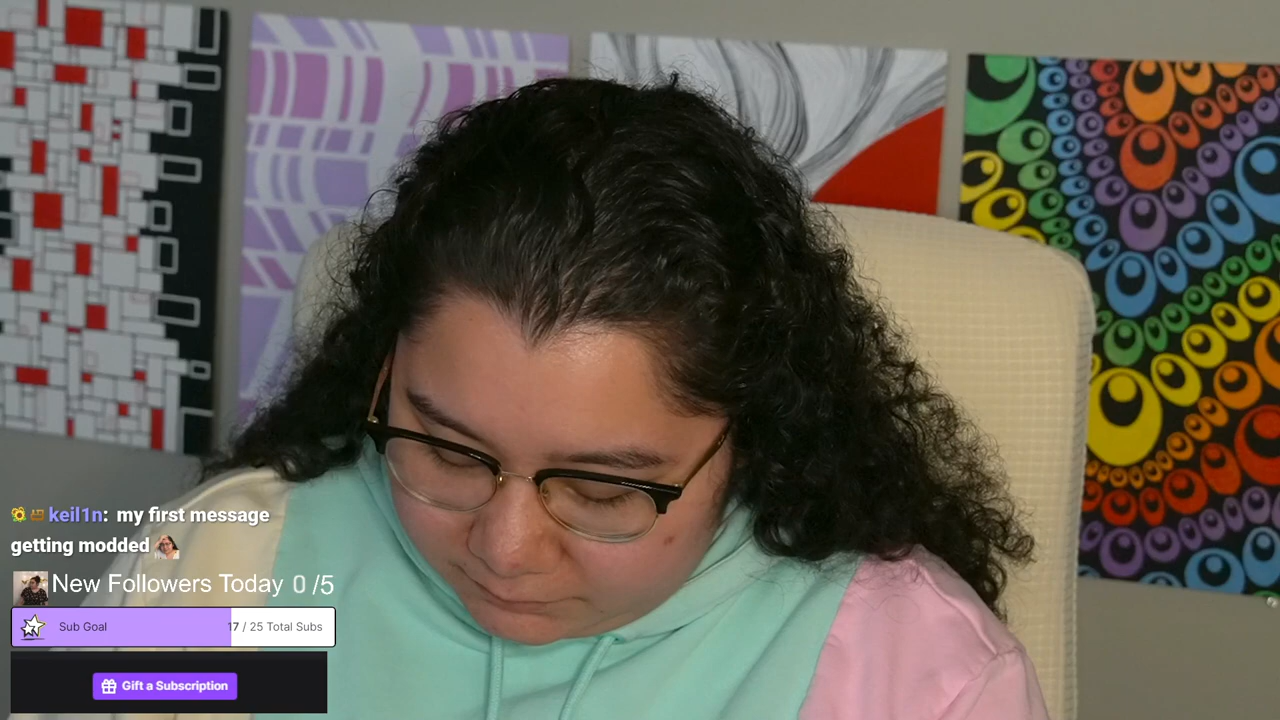 keil1n: my first message
getting modded
New Followers Today 0 /5
Sub Goal 17 / 25 Total Subs
Gift a Subscription